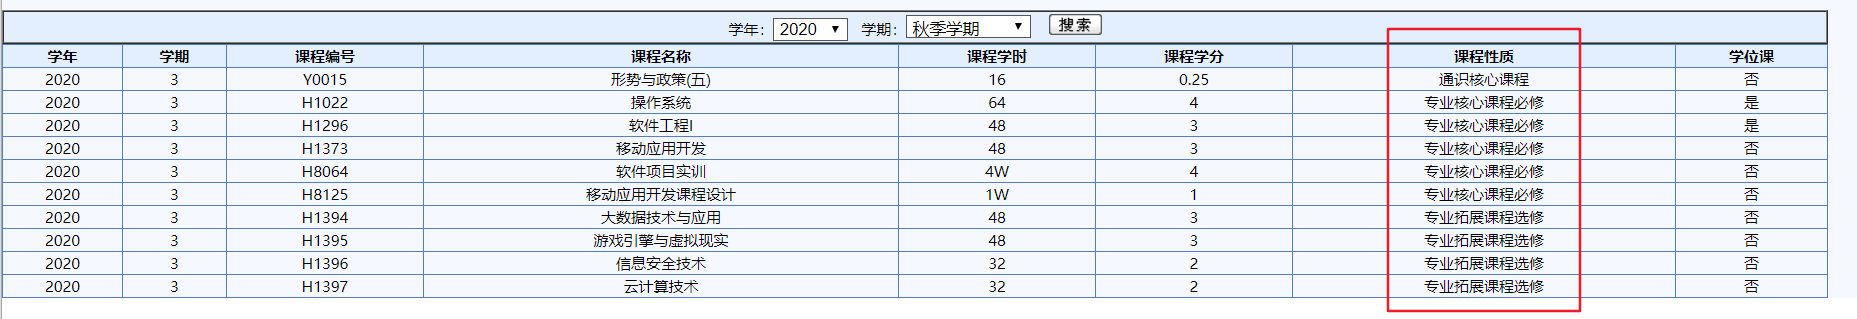 学年： 2020 学期： 秋季学期 搜索
学年 学期 课程编号 课程名称 课程学时 课程学分 课程性质 学位课
2020 3 Y0015 形势与政策(五) 16 0.25 通识核心课程 否
2020 3 H1022 操作系统 64 4 专业核心课程必修 是
2020 3 H1296 软件工程I 48 3 专业核心课程必修 是
2020 3 H1373 移动应用开发 48 3 专业核心课程必修 否
2020 3 H8064 软件项目实训 4W 4 专业核心课程必修 否
2020 3 H8125 移动应用开发课程设计 1W 1 专业核心课程必修 否
2020 3 H1394 大数据技术与应用 48 3 专业拓展课程选修 否
2020 3 H1395 游戏引擎与虚拟现实 48 3 专业拓展课程选修 否
2020 3 H1396 信息安全技术 32 2 专业拓展课程选修 否
2020 3 H1397 云计算技术 32 2 专业拓展课程选修 否